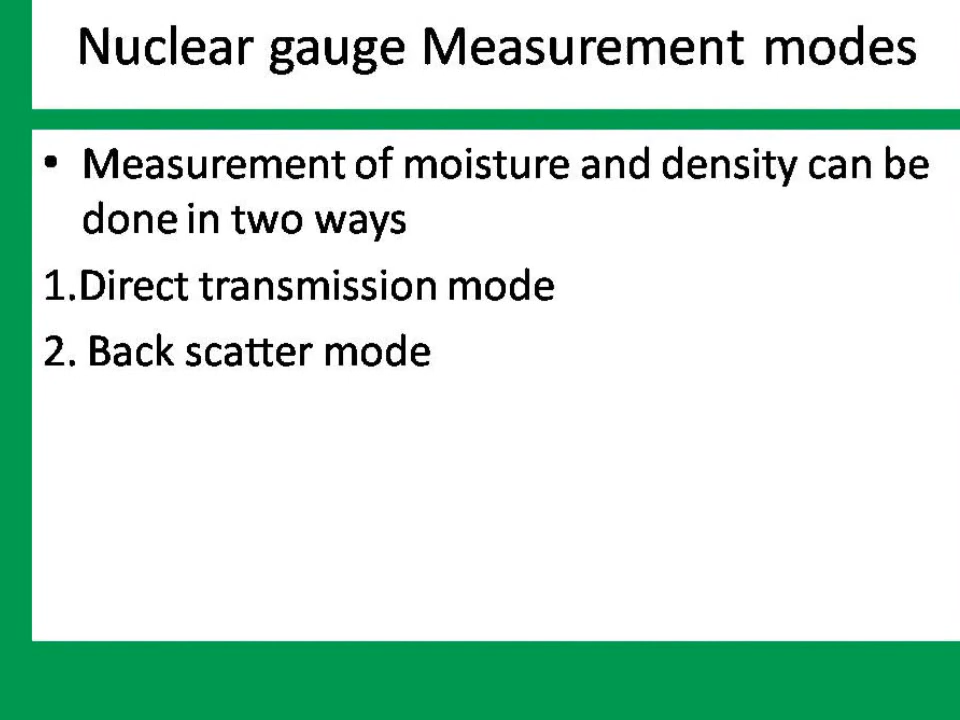 Nuclear gauge Measurement modes
• Measurement of moisture and density can be
done in two ways
1.Direct transmission mode
2. Back scatter mode